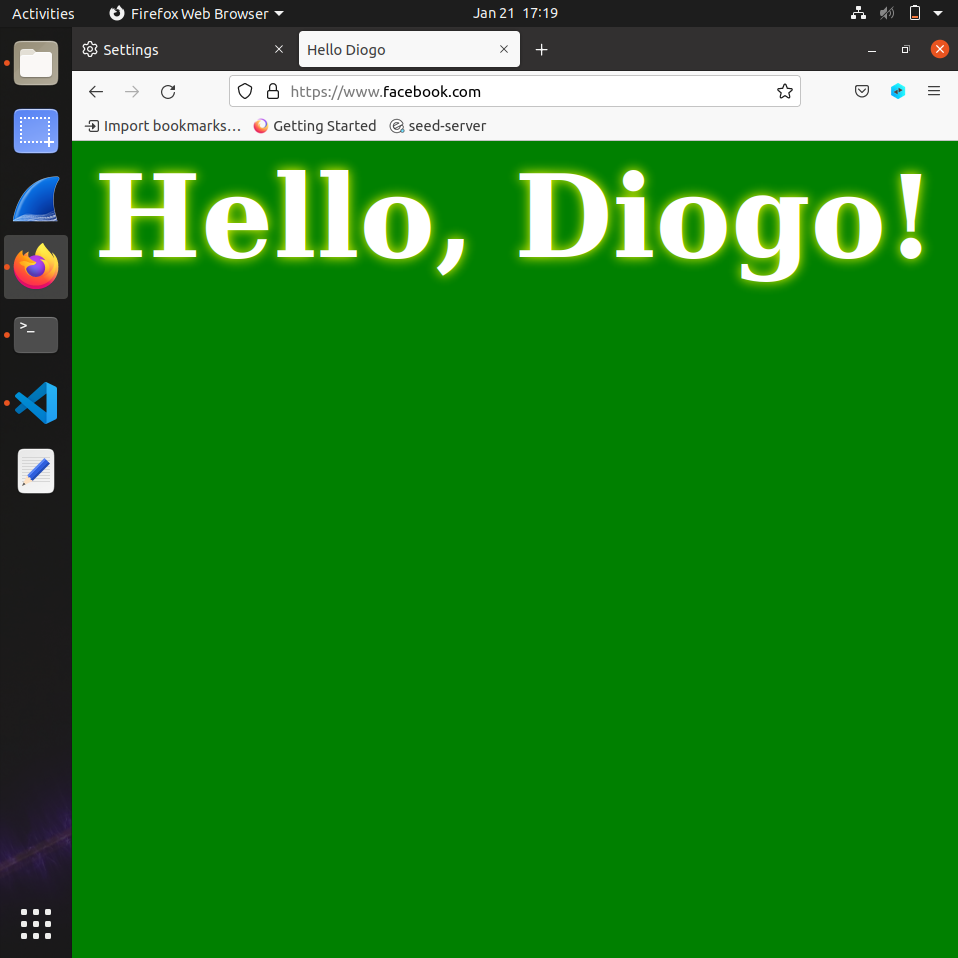 Activities Firefox Web Browser Jan 21 17:19
Settings Hello Diogo
https://www.facebook.com
Import bookmarks… Getting Started seed-server
Hello, Diogo!
>_